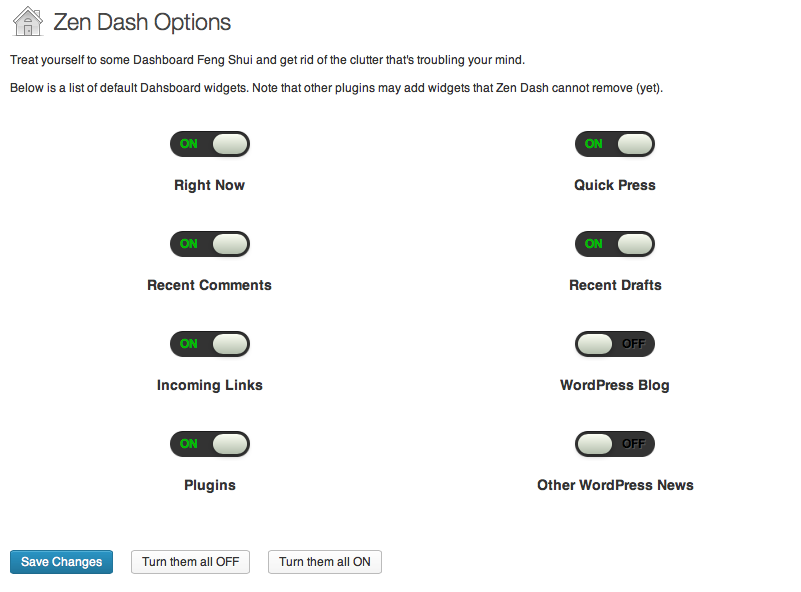 Zen Dash Options
Treat yourself to some Dashboard Feng Shui and get rid of the clutter that's troubling your mind.
Below is a list of default Dahsboard widgets. Note that other plugins may add widgets that Zen Dash cannot remove (yet).
ON ON
Right Now Quick Press
ON ON
Recent Comments Recent Drafts
ON OFF
Incoming Links WordPress Blog
ON OFF
Plugins Other WordPress News
Save Changes Turn them all OFF Turn them all ON